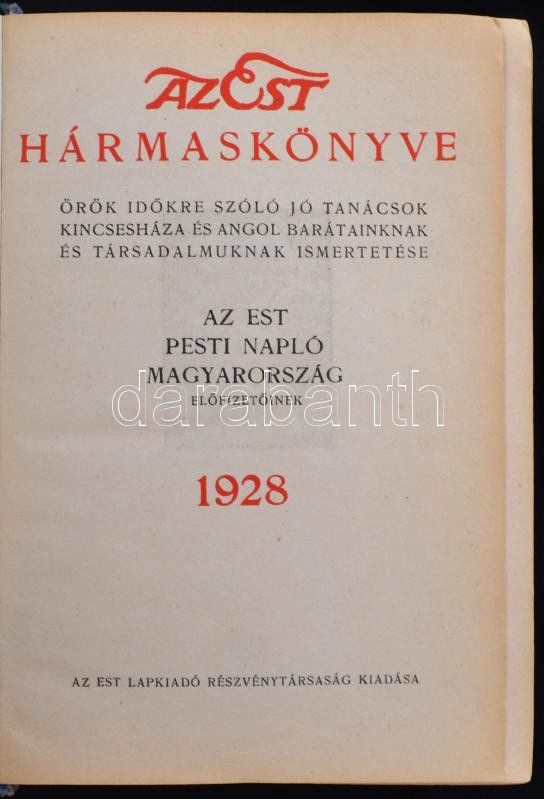 AZ EST
HÁRMASKÖNYVE
ÖRÖK IDŐKRE SZÓLÓ JÓ TANÁCSOK
KINCSESHÁZA ÉS ANGOL BARÁTAINKNAK
ÉS TÁRSADALMUKNAK ISMERTETÉSE
AZ EST
PESTI NAPLÓ
MAGYARORSZÁG
darabanth
ELŐFIZETŐINEK
1928
AZ EST LAPKIADÓ RÉSZVÉNYTÁRSASÁG KIADÁSA